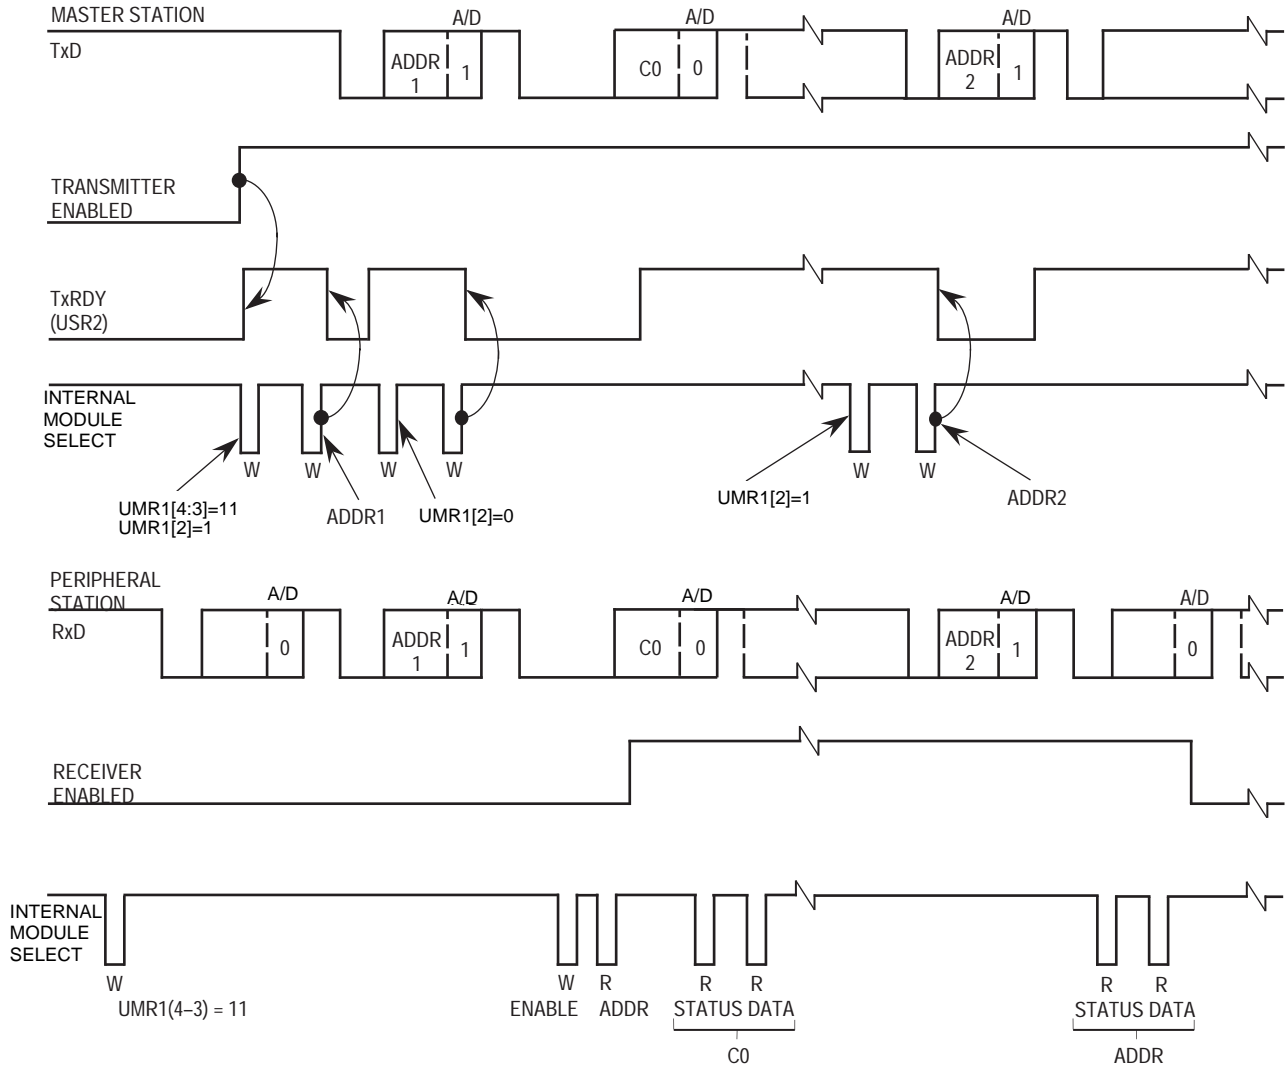 MASTER STATION
A/D A/D A/D
TxD
ADDR 1 1
C0 0
ADDR 2 1
TRANSMITTER
ENABLED
TxRDY
(USR2)
INTERNAL
MODULE
SELECT
W W W W W W
UMR1[4:3]=11
UMR1[2]=1
ADDR1
UMR1[2]=0
UMR1[2]=1
ADDR2
PERIPHERAL
STATION
A/D A/D A/D A/D A/D
RxD
0
ADDR 1 1
C0 0
ADDR 2 1
0
RECEIVER
ENABLED
INTERNAL
MODULE
SELECT
W W R R R R R
UMR1(4–3) = 11
ENABLE ADDR STATUS DATA STATUS DATA
C0 ADDR